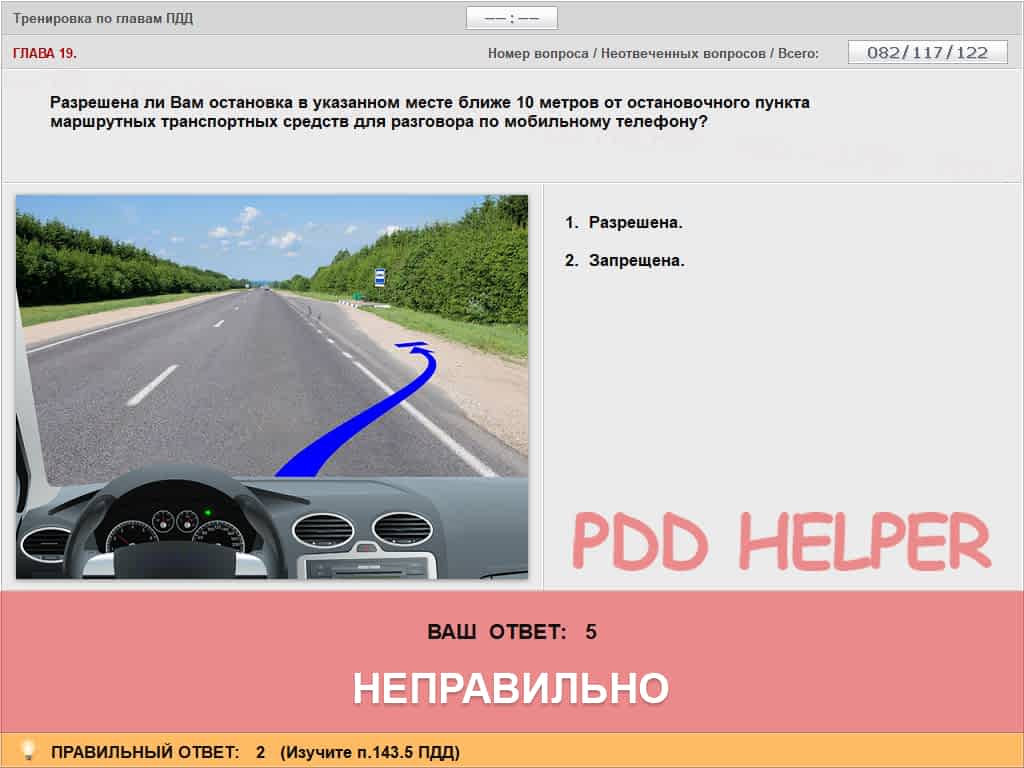 Тренировка по главам ПДД
—— : ——
ГЛАВА 19.
Номер вопроса / Неотвеченных вопросов / Всего:
082/117/122
Разрешена ли Вам остановка в указанном месте ближе 10 метров от остановочного пункта
маршрутных транспортных средств для разговора по мобильному телефону?
1. Разрешена.
2. Запрещена.
PDD HELPER
ВАШ ОТВЕТ: 5
НЕПРАВИЛЬНО
ПРАВИЛЬНЫЙ ОТВЕТ: 2 (Изучите п.143.5 ПДД)